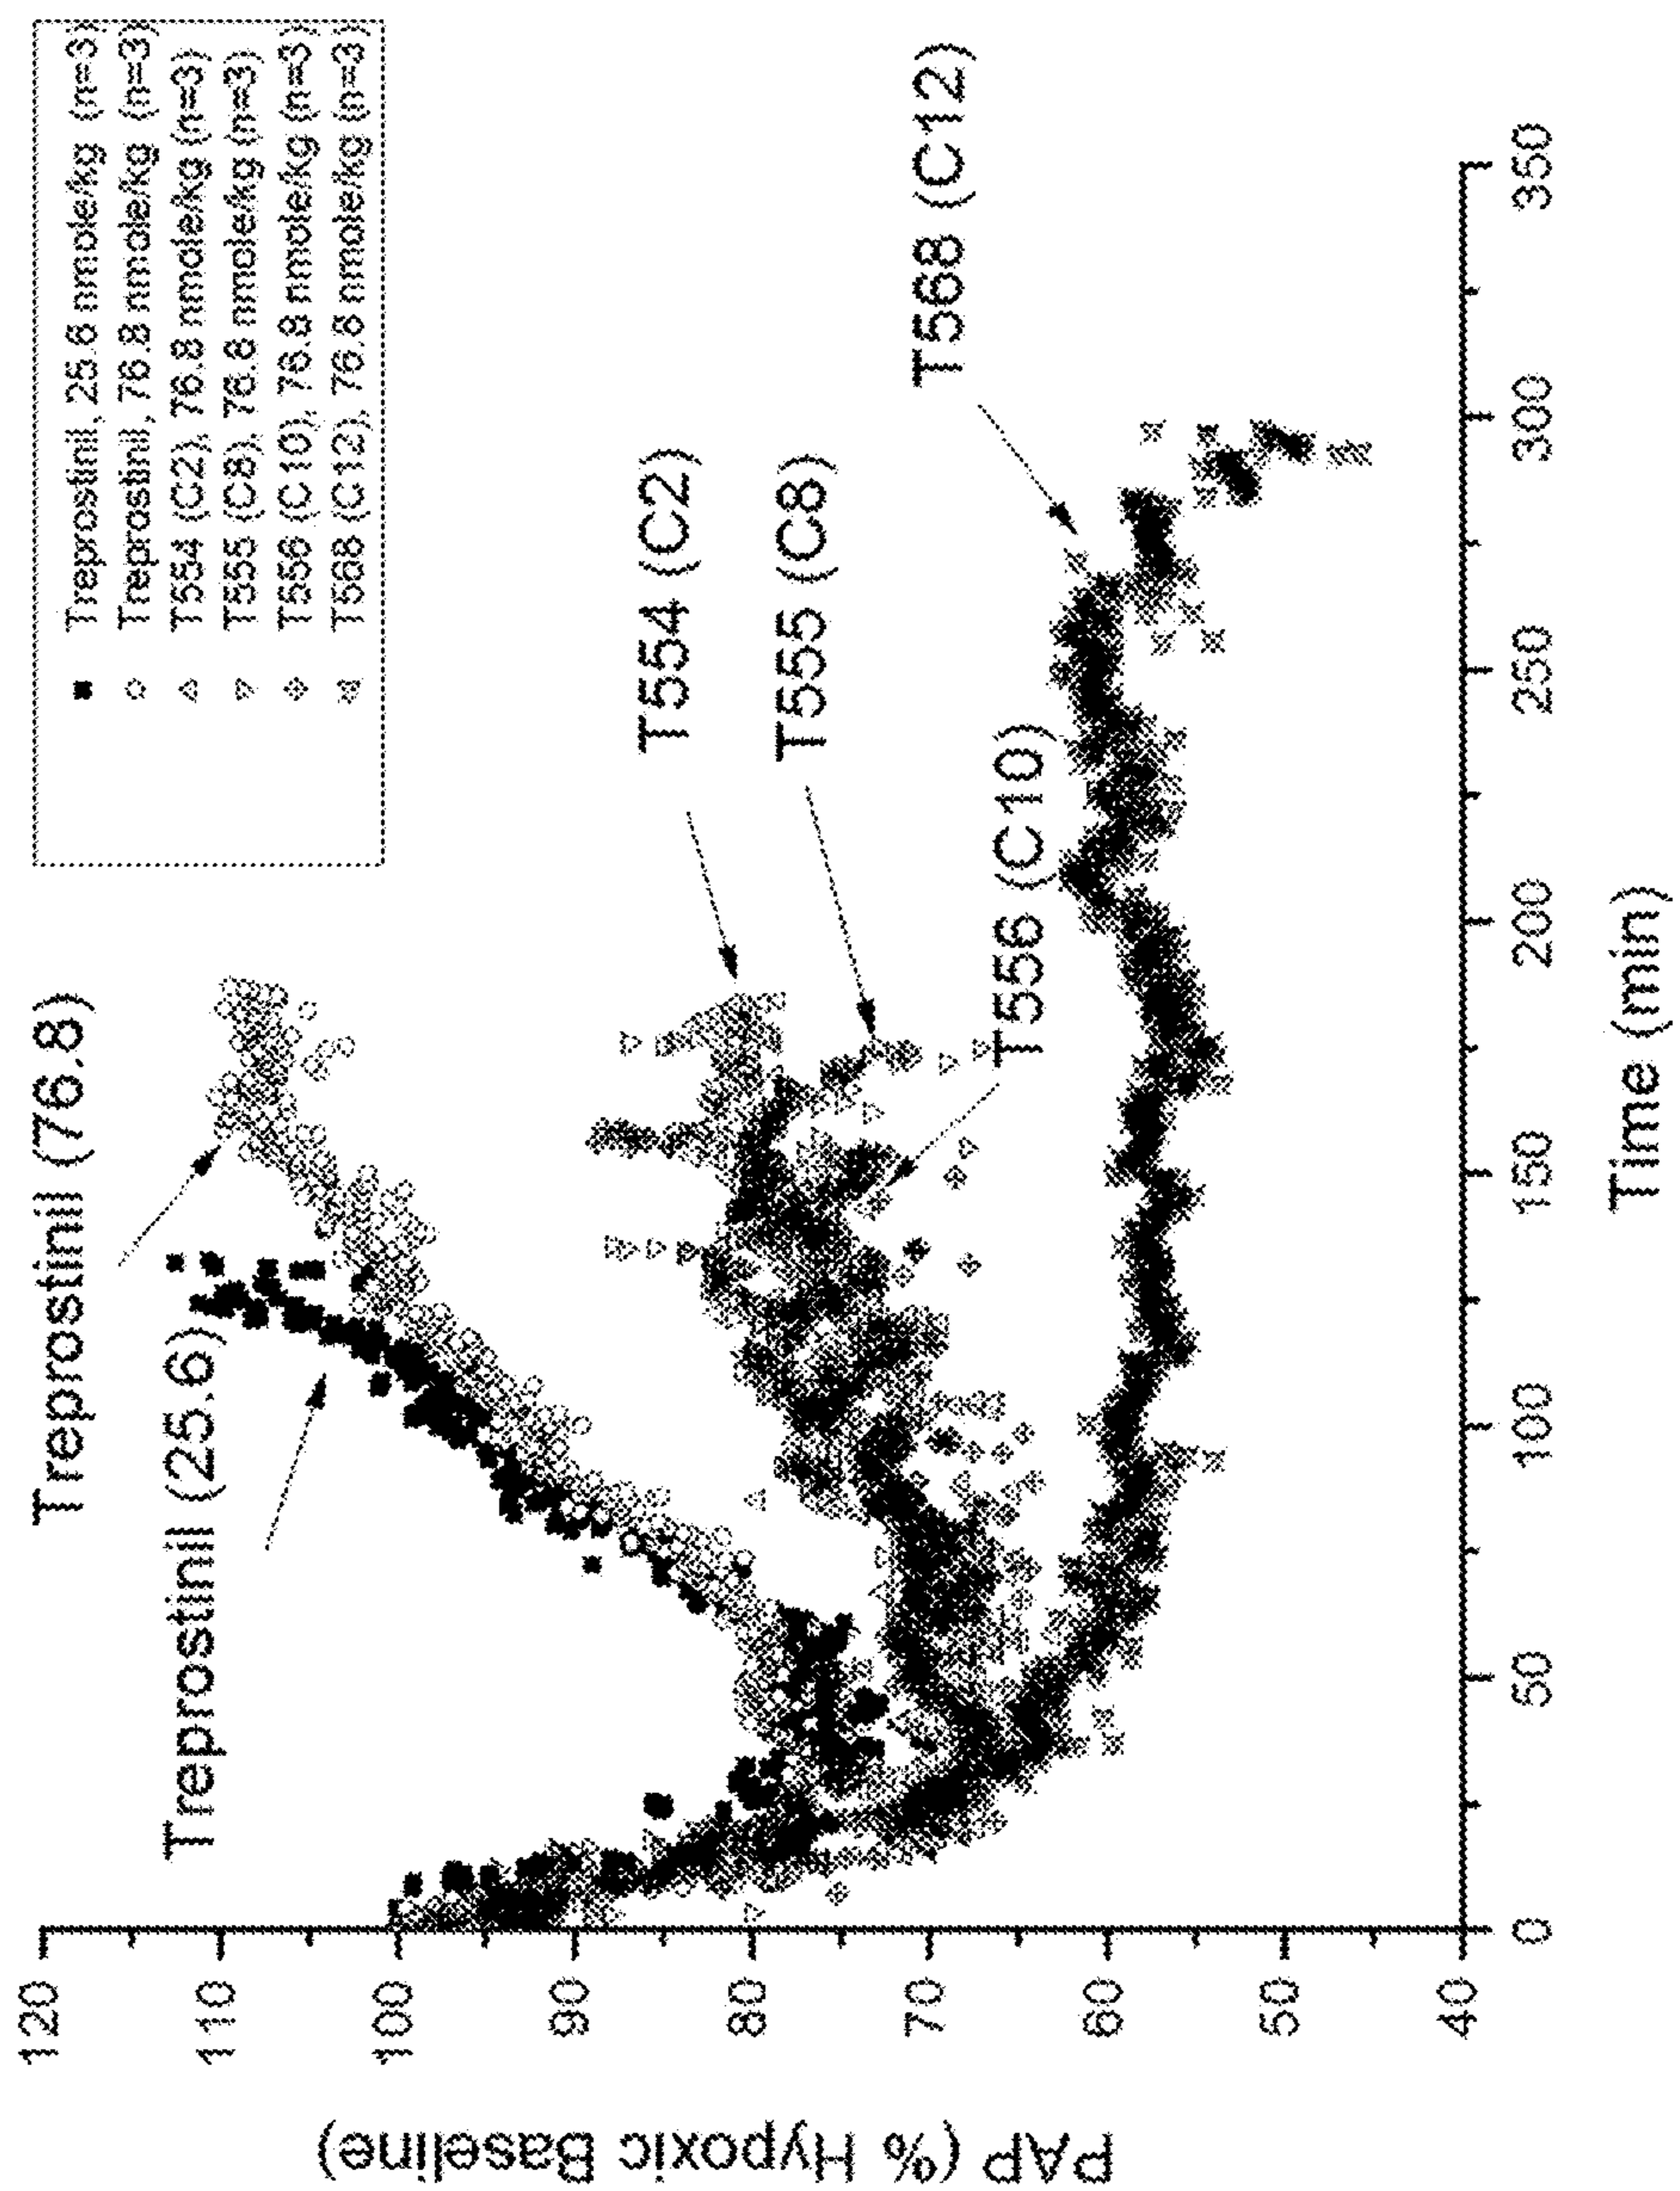 Treprostinil, 25.6 nmole/kg (n=3)
Treprostinil, 76.8 nmole/kg (n=3)
T554 (C2), 76.8 nmole/kg (n=3)
T555 (C8), 76.8 nmole/kg (n=3)
T556 (C10), 76.8 nmole/kg (n=3)
T568 (C12), 76.8 nmole/kg (n=3)
Treprostinil (76.8)
Treprostinil (25.6)
T554 (C2)
T555 (C8)
T556 (C10)
T568 (C12)
PAP (% Hypoxic Baseline)
120
110
100
90
80
70
60
50
40
0
50
100
150
200
250
300
350
Time (min)